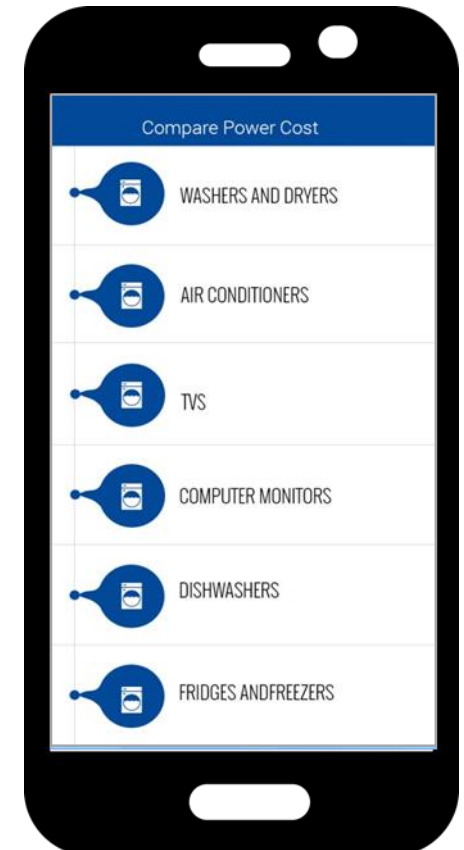 Compare Power Cost
WASHERS AND DRYERS
AIR CONDITIONERS
TVS
COMPUTER MONITORS
DISHWASHERS
FRIDGES ANDFREEZERS